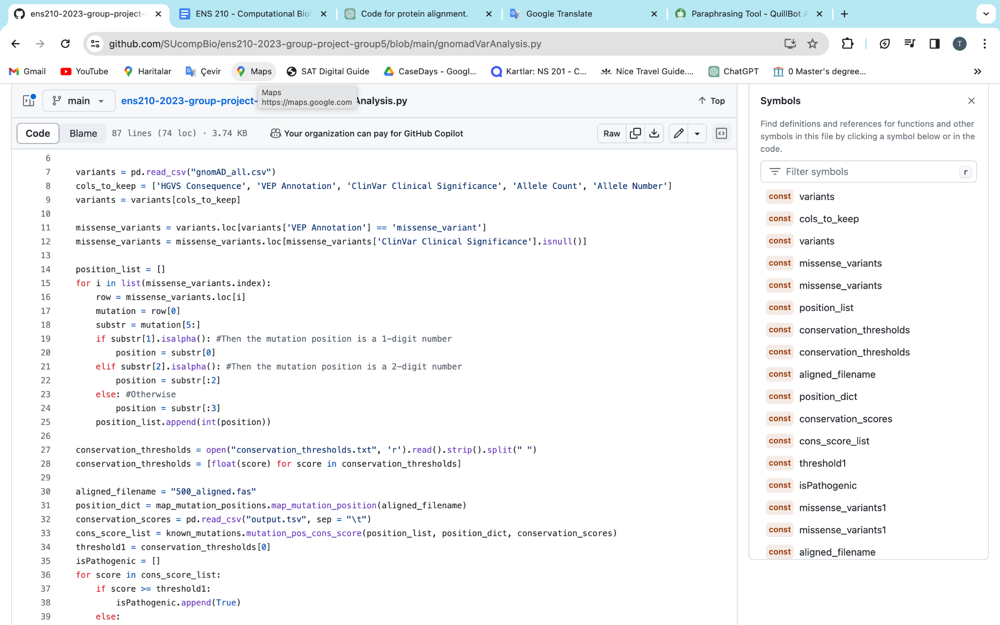 ens210-2023-group-project-
ENS 210 - Computational Biol
Code for protein alignment.
Google Translate
Paraphrasing Tool - QuillBot A
github.com/SUcompBio/ens210-2023-group-project-group5/blob/main/gnomadVarAnalysis.py
T
Gmail
YouTube
Haritalar
Çevir
Maps
SAT Digital Guide
CaseDays - Googl...
Kartlar: NS 201 - C...
Nice Travel Guide....
ChatGPT
0 Master's degree...
main
ens210-2023-group-project-
Analysis.py
Maps
https://maps.google.com
Top
Code
Blame
87 lines (74 loc) · 3.74 KB
Your organization can pay for GitHub Copilot
Raw
6
7 variants = pd.read_csv("gnomAD_all.csv")
8 cols_to_keep = ['HGVS Consequence', 'VEP Annotation', 'ClinVar Clinical Significance', 'Allele Count', 'Allele Number']
9 variants = variants[cols_to_keep]
10
11 missense_variants = variants.loc[variants['VEP Annotation'] == 'missense_variant']
12 missense_variants = missense_variants.loc[missense_variants['ClinVar Clinical Significance'].isnull()]
13
14 position_list = []
15 for i in list(missense_variants.index):
16 row = missense_variants.loc[i]
17 mutation = row[0]
18 substr = mutation[5:]
19 if substr[1].isalpha(): #Then the mutation position is a 1-digit number
20 position = substr[0]
21 elif substr[2].isalpha(): #Then the mutation position is a 2-digit number
22 position = substr[:2]
23 else: #Otherwise
24 position = substr[:3]
25 position_list.append(int(position))
26
27 conservation_thresholds = open("conservation_thresholds.txt", 'r').read().strip().split(" ")
28 conservation_thresholds = [float(score) for score in conservation_thresholds]
29
30 aligned_filename = "500_aligned.fas"
31 position_dict = map_mutation_positions.map_mutation_position(aligned_filename)
32 conservation_scores = pd.read_csv("output.tsv", sep = "\t")
33 cons_score_list = known_mutations.mutation_pos_cons_score(position_list, position_dict, conservation_scores)
34 threshold1 = conservation_thresholds[0]
35 isPathogenic = []
36 for score in cons_score_list:
37 if score >= threshold1:
38 isPathogenic.append(True)
39 else:
Symbols
Find definitions and references for functions and other
symbols in this file by clicking a symbol below or in the
code.
Filter symbols
r
const variants
const cols_to_keep
const variants
const missense_variants
const missense_variants
const position_list
const conservation_thresholds
const conservation_thresholds
const aligned_filename
const position_dict
const conservation_scores
const cons_score_list
const threshold1
const isPathogenic
const missense_variants1
const missense_variants1
const aligned_filename